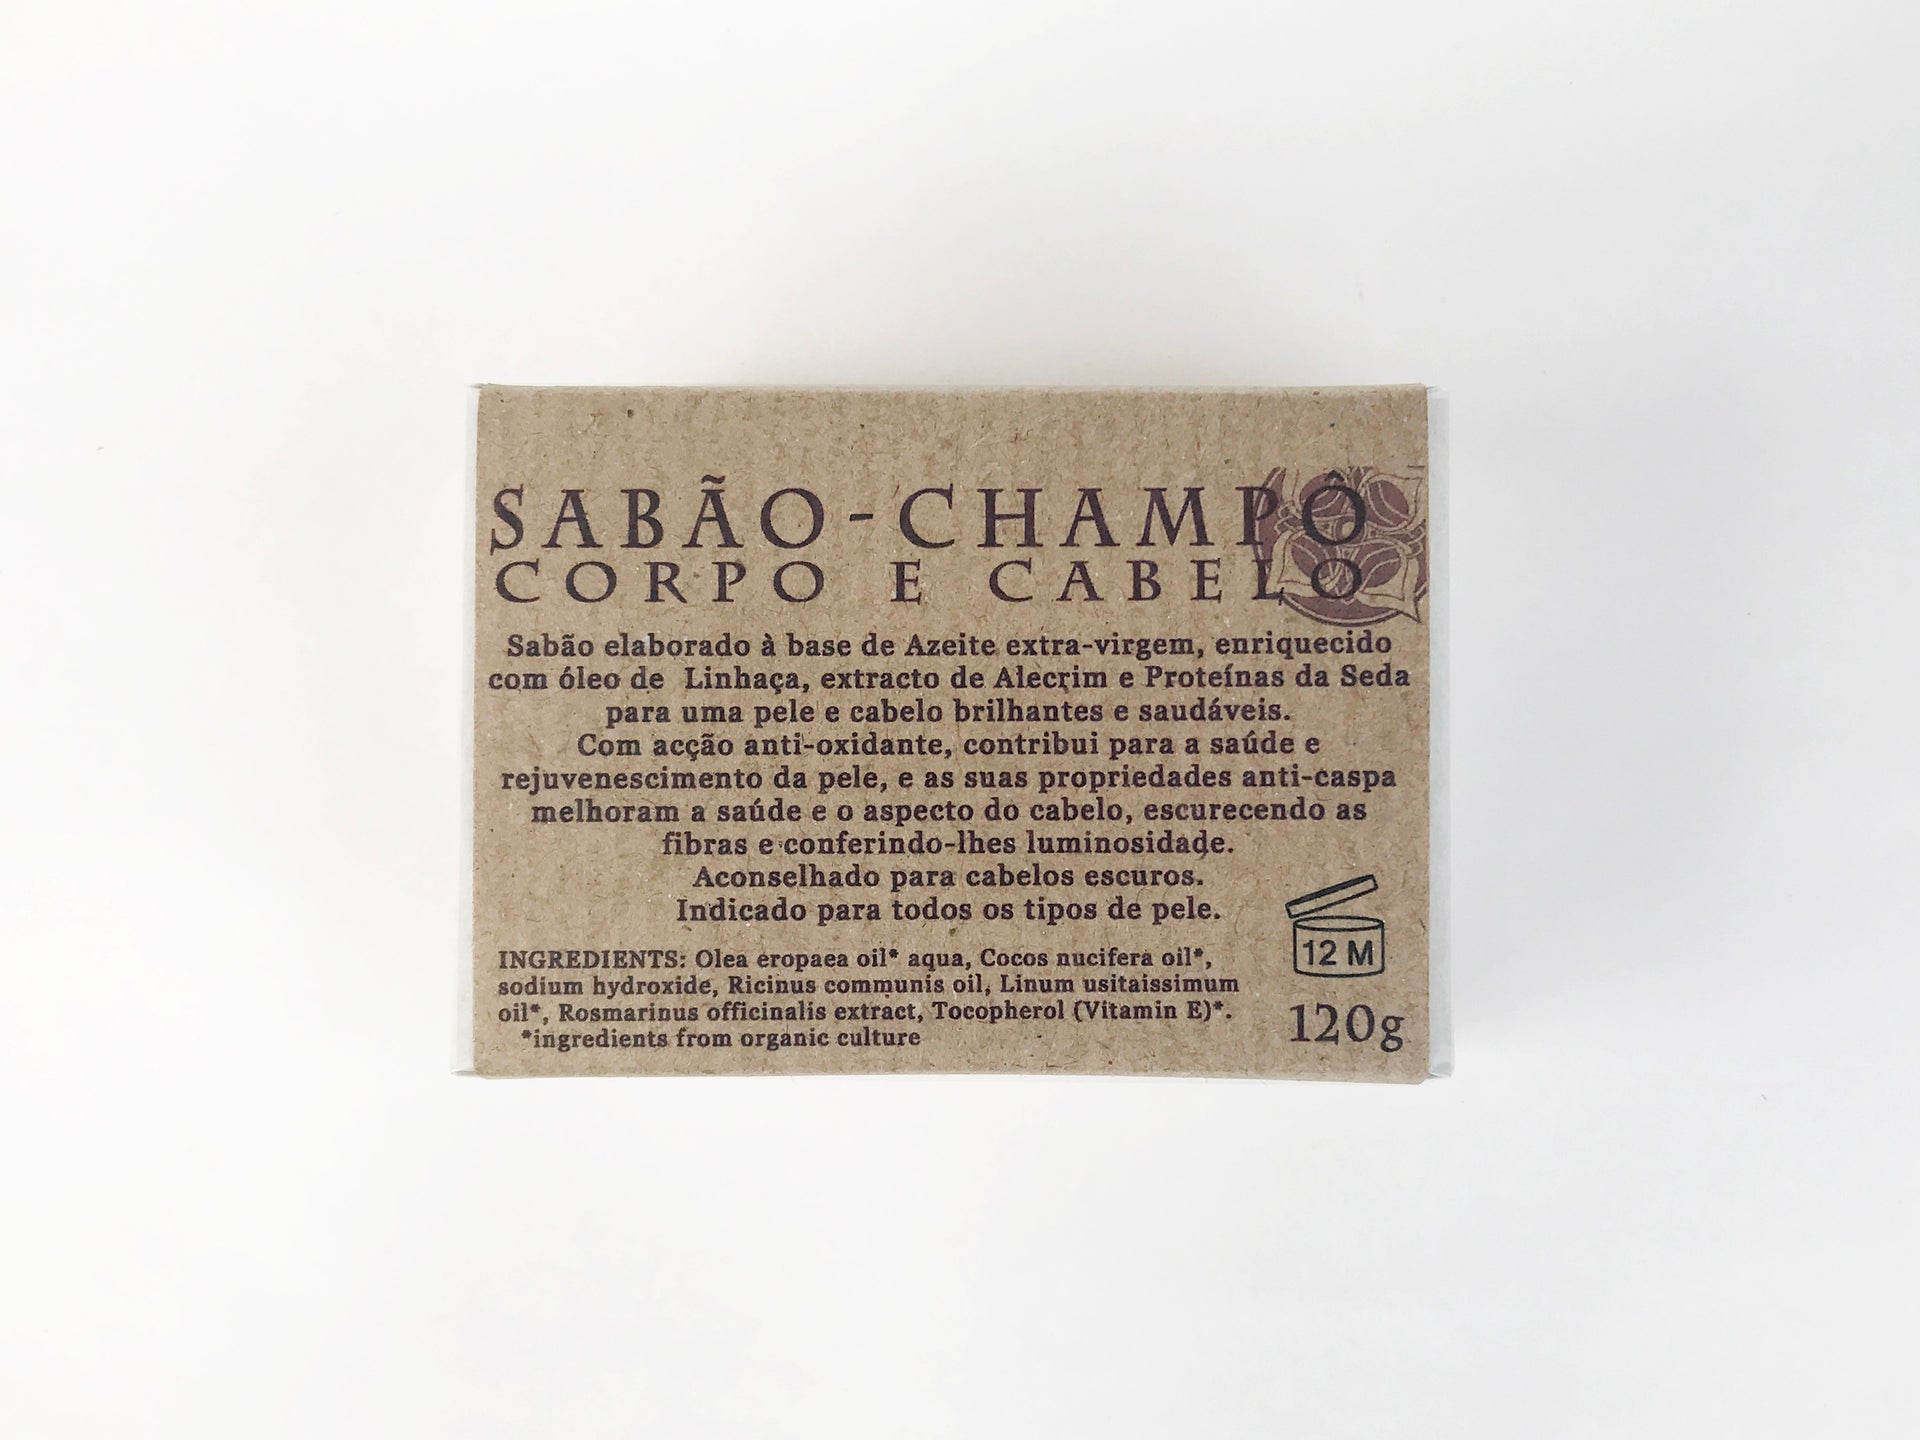 SABÃO-CHAMPÔ
CORPO E CABELO
Sabão elaborado à base de Azeite extra-virgem, enriquecido
com óleo de Linhaça, extracto de Alecrim e Proteínas da Seda
para uma pele e cabelo brilhantes e saudáveis.
Com acção anti-oxidante, contribui para a saúde e
rejuvenescimento da pele, e as suas propriedades anti-caspa
melhoram a saúde e o aspecto do cabelo, escurecendo as
fibras e conferindo-lhes luminosidade.
Aconselhado para cabelos escuros.
Indicado para todos os tipos de pele.
INGREDIENTS: Olea eropaea oil* aqua, Cocos nucifera oil*,
sodium hydroxide, Ricinus communis oil, Linum usitaissimum
oil*, Rosmarinus officinalis extract, Tocopherol (Vitamin E)*.
*ingredients from organic culture
12 M
120g